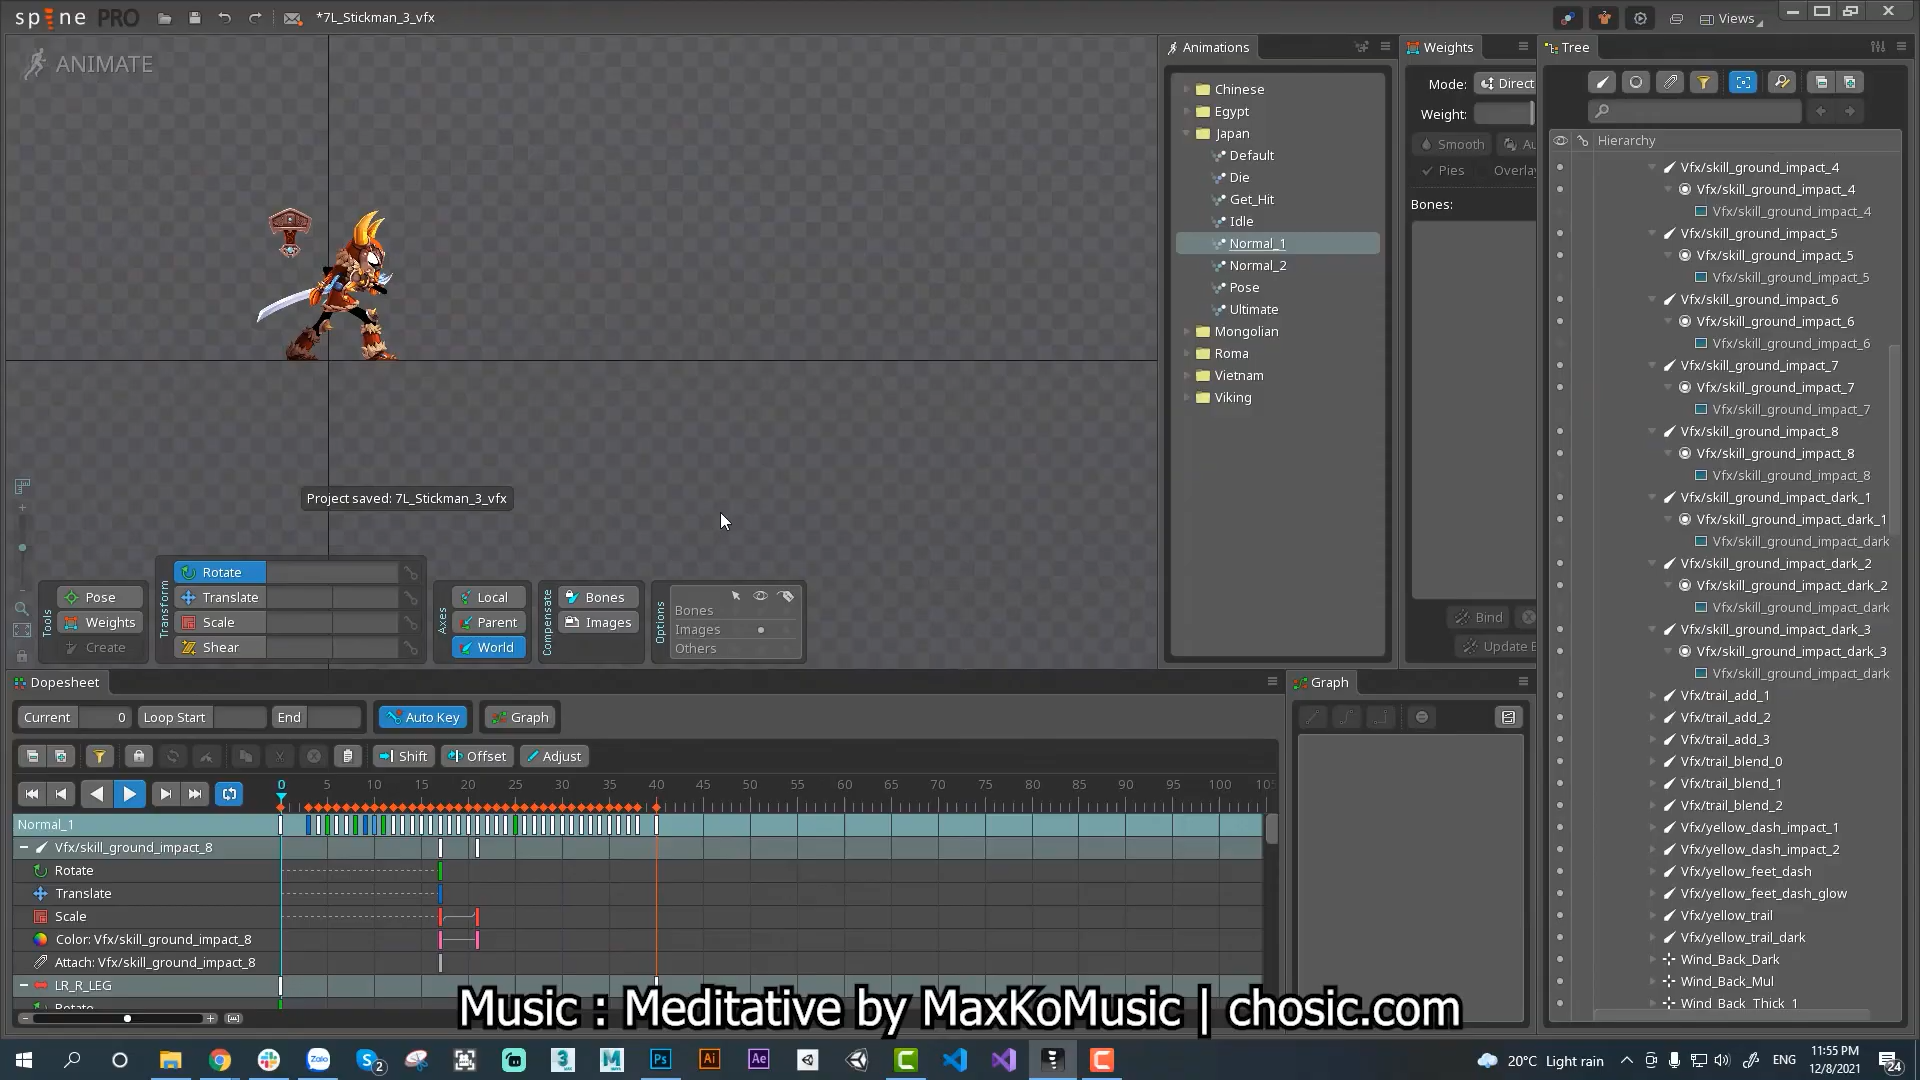 spine PRO
*7L_Stickman_3_vfx
Views
ANIMATE
Project saved: 7L_Stickman_3_vfx
Tools
Pose
Weights
Create
Transform
Rotate
Translate
Scale
Shear
Axes
Local
Parent
World
Compensate
Bones
Images
Options
Bones
Images
Others
Animations
Chinese
Egypt
Japan
Default
Die
Get_Hit
Idle
Normal_1
Normal_2
Pose
Ultimate
Mongolian
Roma
Vietnam
Viking
Weights
Mode: Direct
Weight:
Smooth Au
Pies Overlay
Bones:
Bind
Update B
Tree
Hierarchy
Vfx/skill_ground_impact_4
Vfx/skill_ground_impact_4
Vfx/skill_ground_impact_4
Vfx/skill_ground_impact_5
Vfx/skill_ground_impact_5
Vfx/skill_ground_impact_5
Vfx/skill_ground_impact_6
Vfx/skill_ground_impact_6
Vfx/skill_ground_impact_6
Vfx/skill_ground_impact_7
Vfx/skill_ground_impact_7
Vfx/skill_ground_impact_7
Vfx/skill_ground_impact_8
Vfx/skill_ground_impact_8
Vfx/skill_ground_impact_8
Vfx/skill_ground_impact_dark_1
Vfx/skill_ground_impact_dark_1
Vfx/skill_ground_impact_dark
Vfx/skill_ground_impact_dark_2
Vfx/skill_ground_impact_dark_2
Vfx/skill_ground_impact_dark
Vfx/skill_ground_impact_dark_3
Vfx/skill_ground_impact_dark_3
Vfx/skill_ground_impact_dark
Vfx/trail_add_1
Vfx/trail_add_2
Vfx/trail_add_3
Vfx/trail_blend_0
Vfx/trail_blend_1
Vfx/trail_blend_2
Vfx/yellow_dash_impact_1
Vfx/yellow_dash_impact_2
Vfx/yellow_feet_dash
Vfx/yellow_feet_dash_glow
Vfx/yellow_trail
Vfx/yellow_trail_dark
Wind_Back_Dark
Wind_Back_Mul
Wind_Back_Thick_1
Dopesheet
Current 0 Loop Start End Auto Key Graph
Shift Offset Adjust
0 5 10 15 20 25 30 35 40 45 50 55 60 65 70 75 80 85 90 95 100 105
Normal_1
Vfx/skill_ground_impact_8
Rotate
Translate
Scale
Color: Vfx/skill_ground_impact_8
Attach: Vfx/skill_ground_impact_8
LR_R_LEG
Rotate
Graph
Music : Meditative by MaxKoMusic | chosic.com
Zalo
2
3
M
Ps
Ai
Ae
20°C Light rain
ENG
11:55 PM
12/8/2021
24